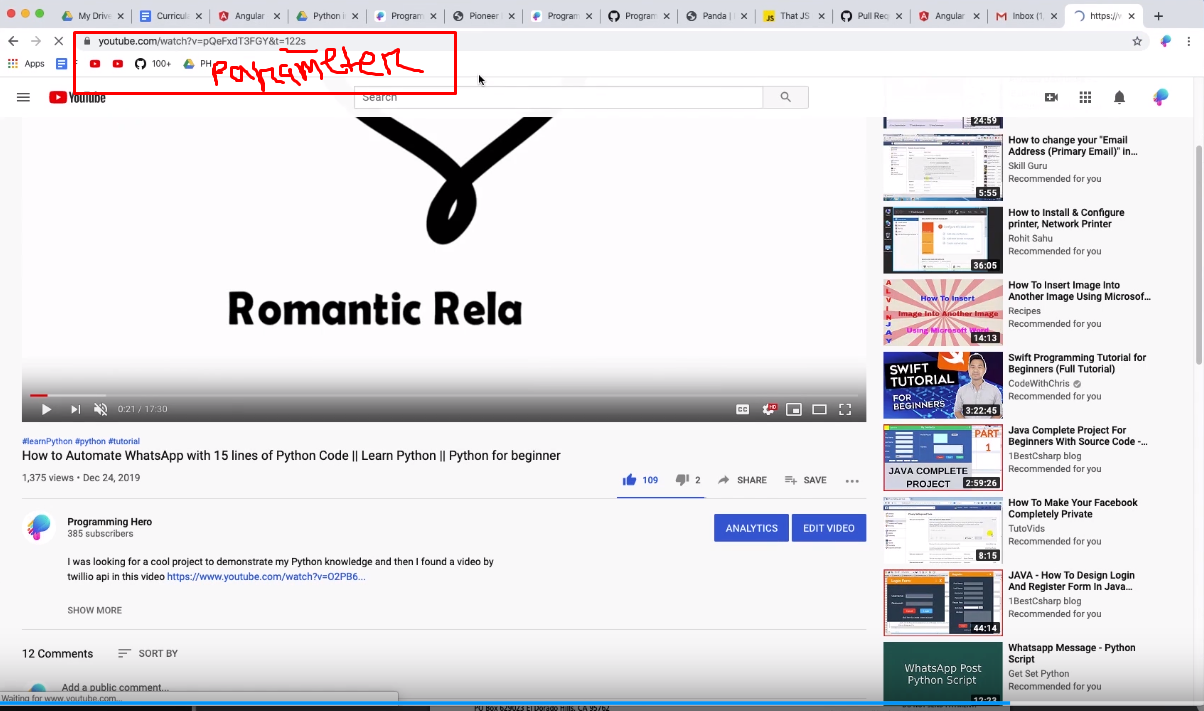 My Drive
Curricula
Angular
Python in
Program
Pioneer
Program
Program
Panda |
That JS
Pull Req
Angular
Inbox (1,
https://v
youtube.com/watch?v=pQeFxdT3FGY&t=122s
Apps
100+
PH
parameter
YouTube
Search
24:59
Romantic Rela
0:21 / 17:30
CC
HD
#learnPython #python #tutorial
How to Automate WhatsApp with 15 lines of Python Code || Learn Python || Python for beginner
1,375 views • Dec 24, 2019
109
2
SHARE
SAVE
Programming Hero
385 subscribers
ANALYTICS
EDIT VIDEO
I was looking for a cool project to demonstrate my Python knowledge and then I found a video by
twillio api in this video https://www.youtube.com/watch?v=O2PB6...
SHOW MORE
12 Comments
SORT BY
Add a public comment...
Waiting for www.youtube.com...
PO Box 629023 El Dorado Hills, CA 95762
How to change your "Email
Address (Primary Email)" in...
Skill Guru
Recommended for you
5:55
How to Install & Configure
printer, Network Printer
Rohit Sahu
Recommended for you
36:05
ALVINJAY
How To Insert
Image Into Another Image
Using Microsoft Word
14:13
How To Insert Image Into
Another Image Using Microsof...
Recipes
Recommended for you
SWIFT
TUTORIAL
FOR
BEGINNERS
3:22:45
Swift Programming Tutorial for
Beginners (Full Tutorial)
CodeWithChris
Recommended for you
PART
1
JAVA COMPLETE
PROJECT
2:59:26
Java Complete Project For
Beginners With Source Code -...
1BestCsharp blog
Recommended for you
How To Make Your Facebook
Completely Private
TutoVids
Recommended for you
8:15
JAVA - How To Design Login
And Register Form In Java...
1BestCsharp blog
Recommended for you
44:14
WhatsApp Post
Python Script
12:23
Whatsapp Message - Python
Script
Get Set Python
Recommended for you